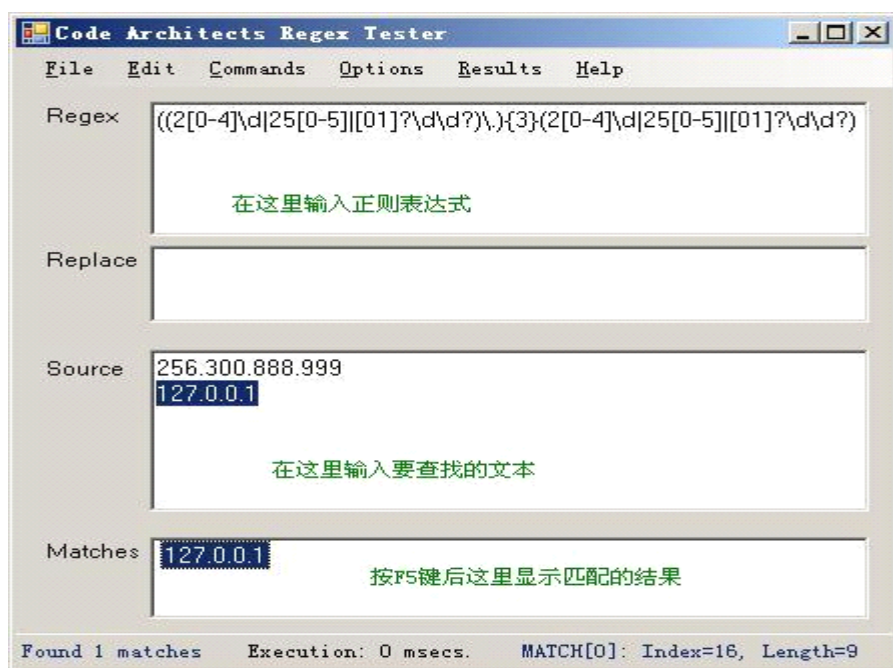 Code Architects Regex Tester
File Edit Commands Options Results Help
Regex
((2[0-4]\d|25[0-5]|[01]?\d\d?)\.){3}(2[0-4]\d|25[0-5]|[01]?\d\d?)
在这里输入正则表达式
Replace
Source
256.300.888.999
127.0.0.1
在这里输入要查找的文本
Matches
127.0.0.1
按F5键后这里显示匹配的结果
Found 1 matches Execution: 0 msecs. MATCH[0]: Index=16, Length=9